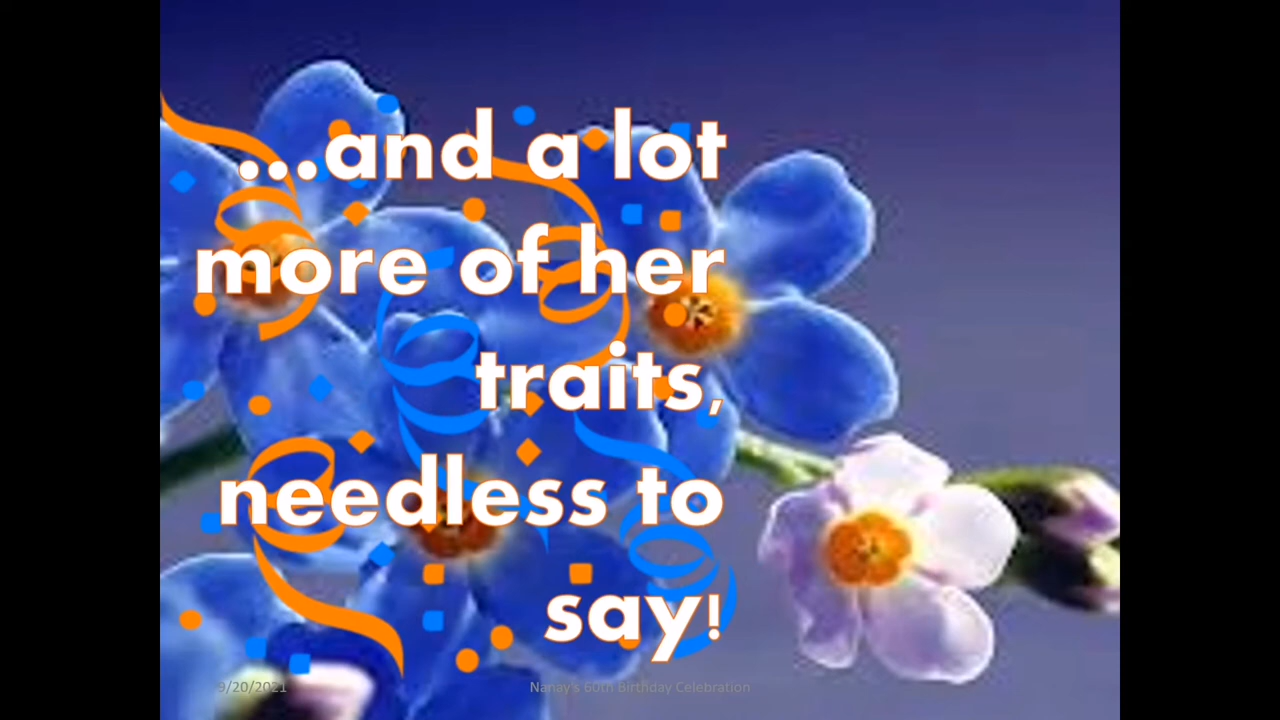 ...and a lot
more of her
traits,
needless to
say!
9/20/2021
Nanay's 60th Birthday Celebration